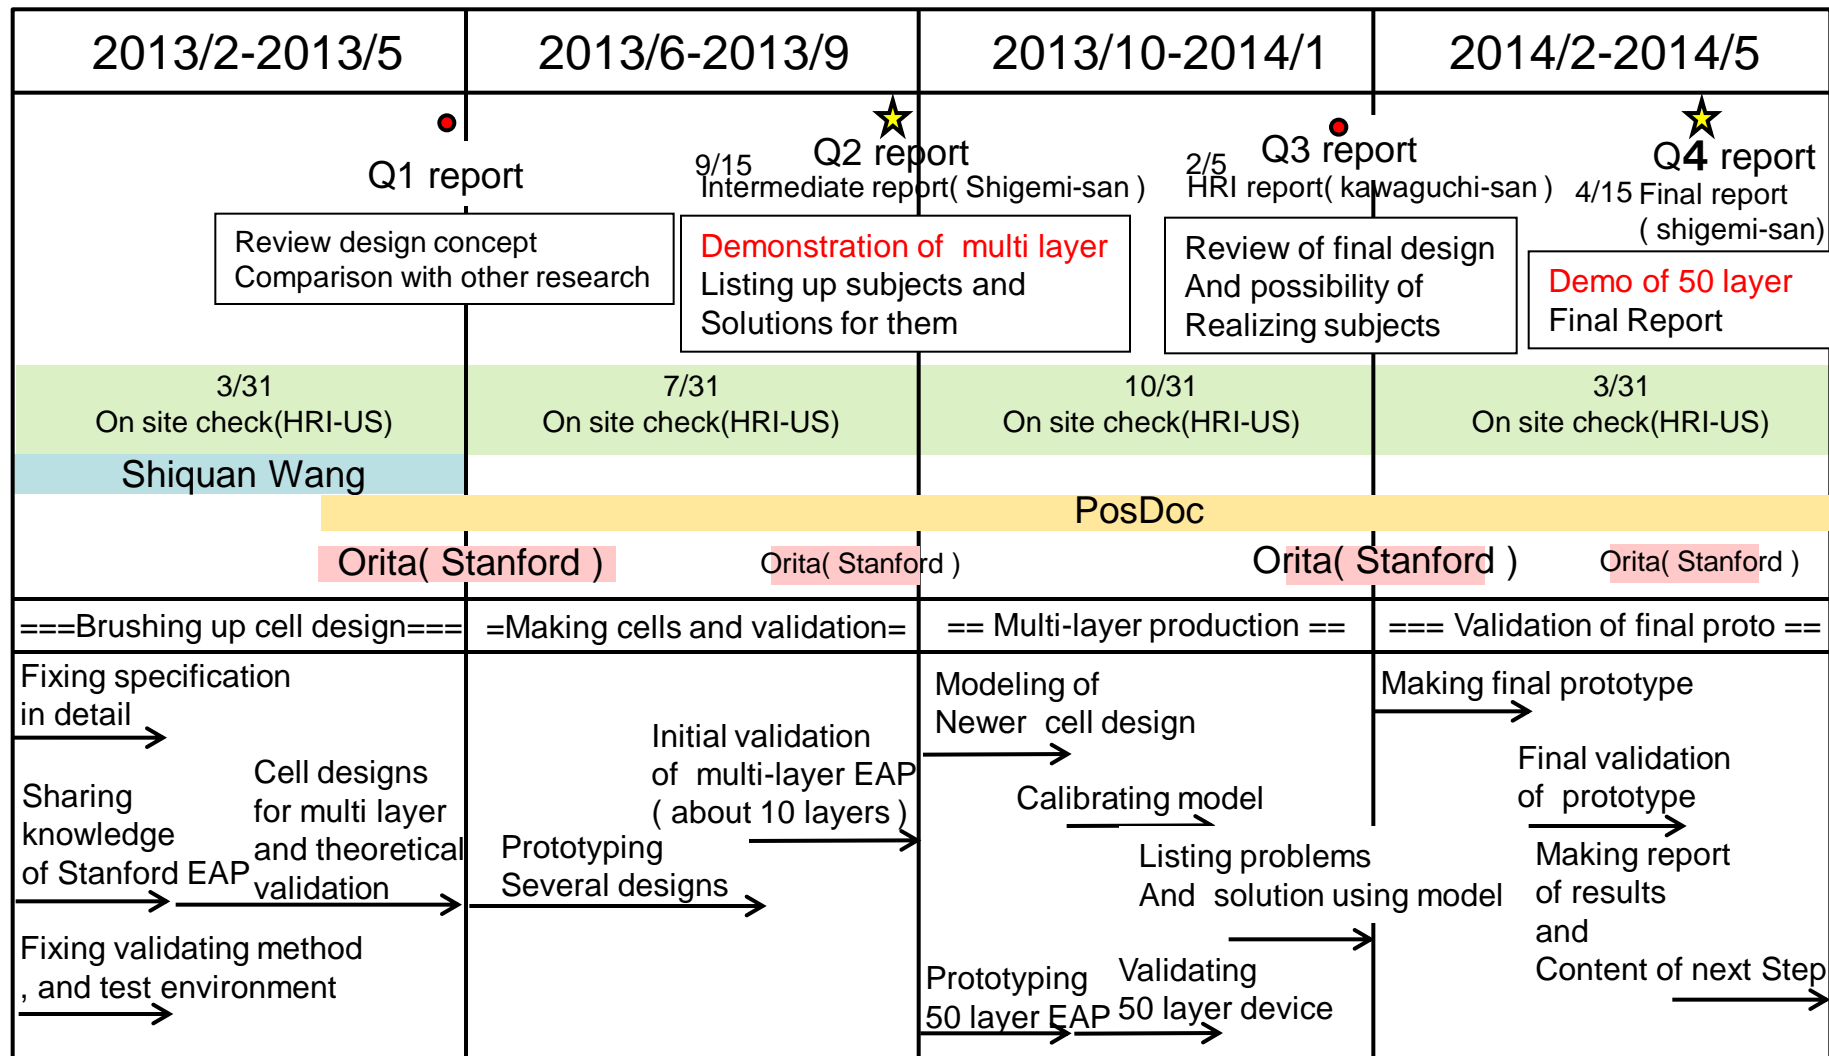 2013/2-2013/5
2013/6-2013/9
2013/10-2014/1
2014/2-2014/5
Q1 report
Review design concept
Comparison with other research
Q2 report
9/15
Intermediate report( Shigemi-san )
Demonstration of multi layer
Listing up subjects and
Solutions for them
Q3 report
2/5
HRI report( kawaguchi-san )
Review of final design
And possibility of
Realizing subjects
Q4 report
4/15 Final report
( shigemi-san)
Demo of 50 layer
Final Report
3/31
On site check(HRI-US)
7/31
On site check(HRI-US)
10/31
On site check(HRI-US)
3/31
On site check(HRI-US)
Shiquan Wang
PosDoc
Orita( Stanford )
Orita( Stanford )
Orita( Stanford )
Orita( Stanford )
===Brushing up cell design===
=Making cells and validation=
== Multi-layer production ==
=== Validation of final proto ==
Fixing specification
in detail
Sharing
knowledge
of Stanford EAP
Cell designs
for multi layer
and theoretical
validation
Fixing validating method
, and test environment
Initial validation
of multi-layer EAP
( about 10 layers )
Prototyping
Several designs
Modeling of
Newer cell design
Calibrating model
Listing problems
And solution using model
Prototyping
50 layer EAP
Validating
50 layer device
Making final prototype
Final validation
of prototype
Making report
of results
and
Content of next Step